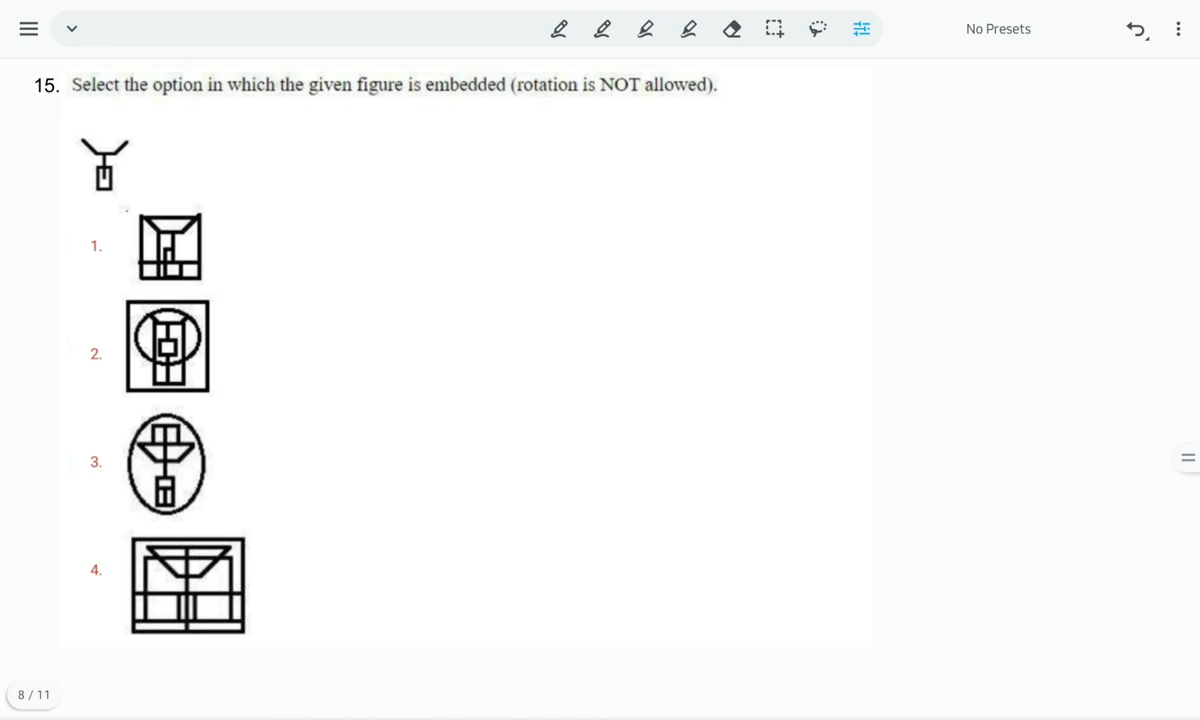 No Presets
15. Select the option in which the given figure is embedded (rotation is NOT allowed).
1.
2.
3.
4.
8 / 11